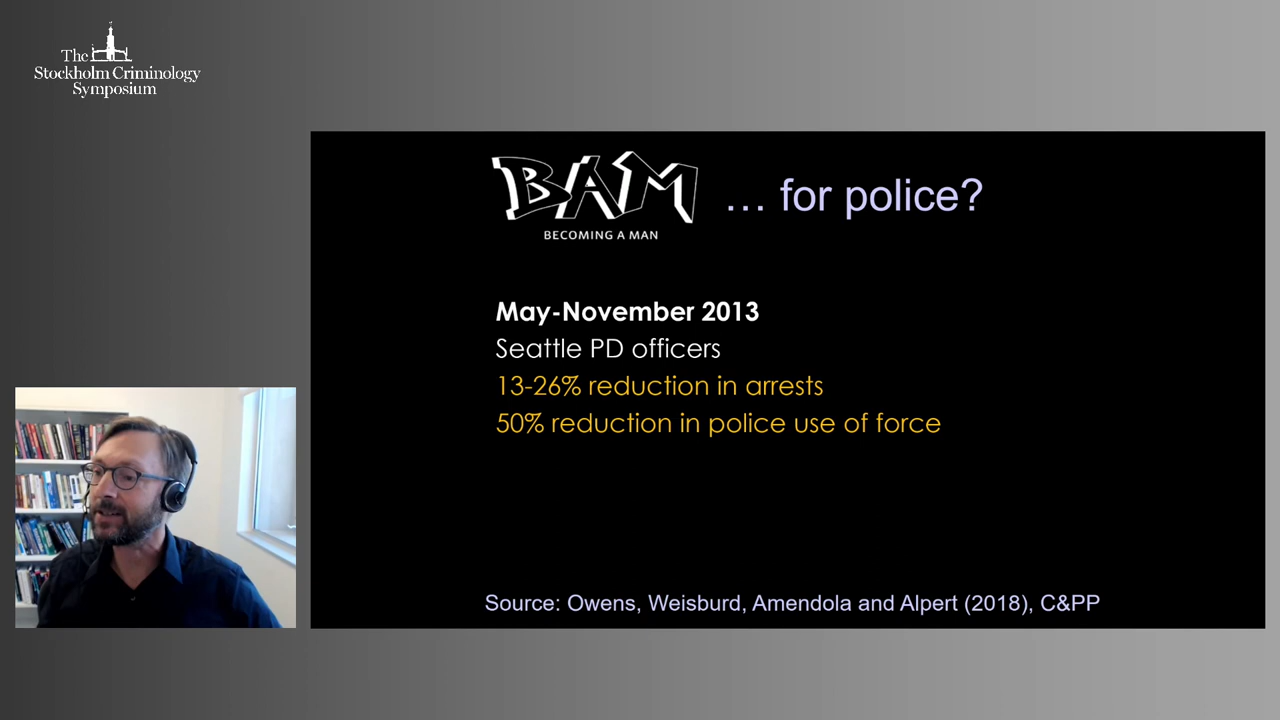 The
Stockholm Criminology
Symposium
BAM
BECOMING A MAN
… for police?
May-November 2013
Seattle PD officers
13-26% reduction in arrests
50% reduction in police use of force
Source: Owens, Weisburd, Amendola and Alpert (2018), C&PP